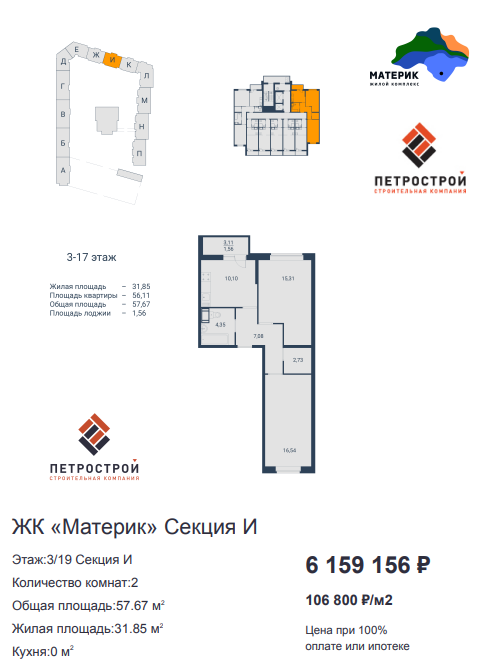 Е
Ж
И
К
Д
Л
Г
М
В
Н
Б
П
А
МАТЕРИК
ЖИЛОЙ КОМПЛЕКС
ПЕТРОСТРОЙ
СТРОИТЕЛЬНАЯ КОМПАНИЯ
3-17 этаж
Жилая площадь – 31,85
Площадь квартиры – 56,11
Общая площадь – 57,67
Площадь лоджии – 1,56
3,11
1,56
10,10
15,31
4,35
7,08
2,73
16,54
ПЕТРОСТРОЙ
СТРОИТЕЛЬНАЯ КОМПАНИЯ
ЖК «Материк» Секция И
Этаж:3/19 Секция И
Количество комнат:2
Общая площадь:57.67 м²
Жилая площадь:31.85 м²
Кухня:0 м²
6 159 156 ₽
106 800 ₽/м2
Цена при 100%
оплате или ипотеке